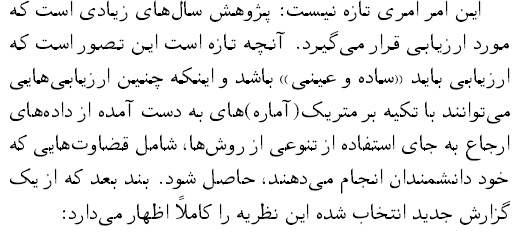 این امر امری تازه نیست: پژوهش سال‌های زیادی است که
مورد ارزیابی قرار می‌گیرد. آنچه تازه است این تصور است که
ارزیابی باید «ساده و عینی» باشد و اینکه چنین ارزیابی‌هایی
می‌توانند با تکیه بر متریک(آماره)های به دست آمده از داده‌های
ارجاع به جای استفاده از تنوعی از روش‌ها، شامل قضاوت‌هایی که
خود دانشمندان انجام می‌دهند، حاصل شود. بند بعد که از یک
گزارش جدید انتخاب شده این نظریه را کاملاً اظهار می‌دارد: